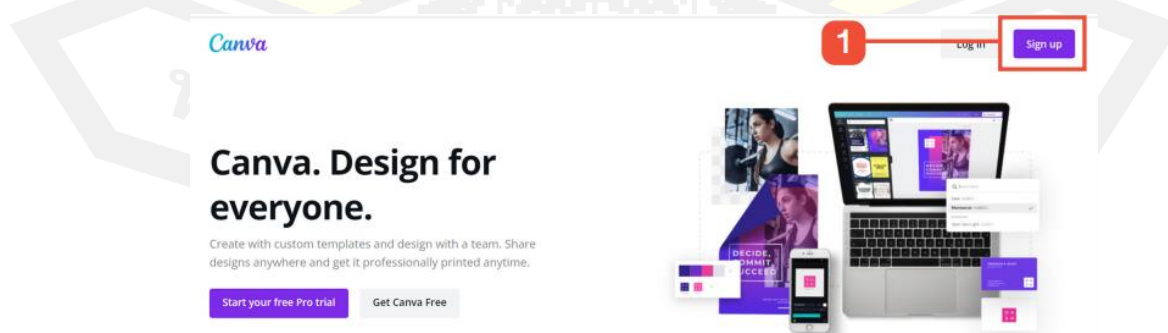 Canva
1
Log in
Sign up
Canva. Design for
everyone.
Create with custom templates and design with a team. Share
designs anywhere and get it professionally printed anytime.
Start your free Pro trial
Get Canva Free
DECIDE,
COMMIT
SUCCEED